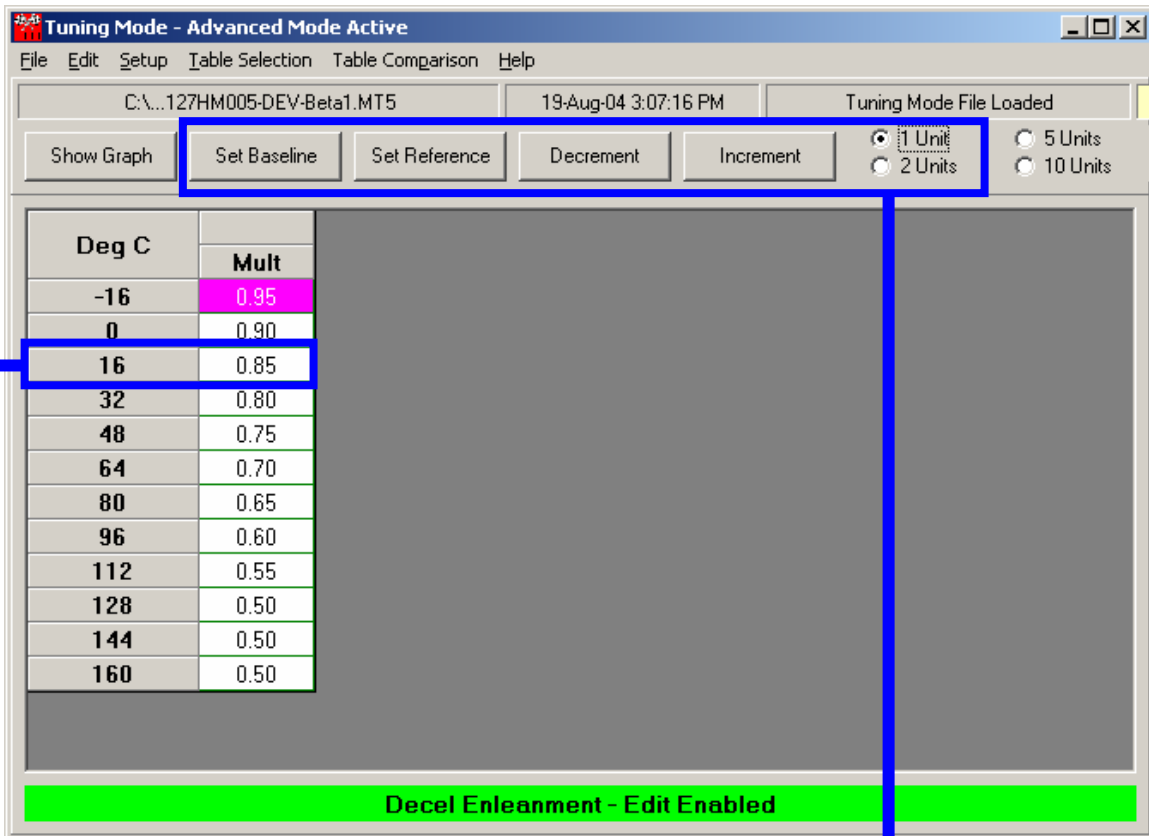 Tuning Mode - Advanced Mode Active
File Edit Setup Table Selection Table Comparison Help
C:\...127HM005-DEV-Beta1.MT5 19-Aug-04 3:07:16 PM Tuning Mode File Loaded
Show Graph Set Baseline Set Reference Decrement Increment
1 Unit 5 Units
2 Units 10 Units
Deg C
Mult
-16 0.95
0 0.90
16 0.85
32 0.80
48 0.75
64 0.70
80 0.65
96 0.60
112 0.55
128 0.50
144 0.50
160 0.50
Decel Enleanment - Edit Enabled